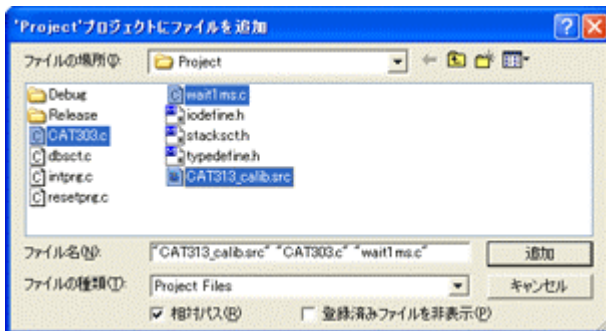 'Project'プロジェクトにファイルを追加
ファイルの場所(I):
Project
Debug
Release
CAT303.c
dbsct.c
intprg.c
resetprg.c
wait1ms.c
iodefine.h
stacksct.h
typedefine.h
CAT313_calib.src
ファイル名(N):
"CAT313_calib.src" "CAT303.c" "wait1ms.c"
追加
ファイルの種類(T):
Project Files
キャンセル
相対パス(R)
登録済みファイルを非表示(P)